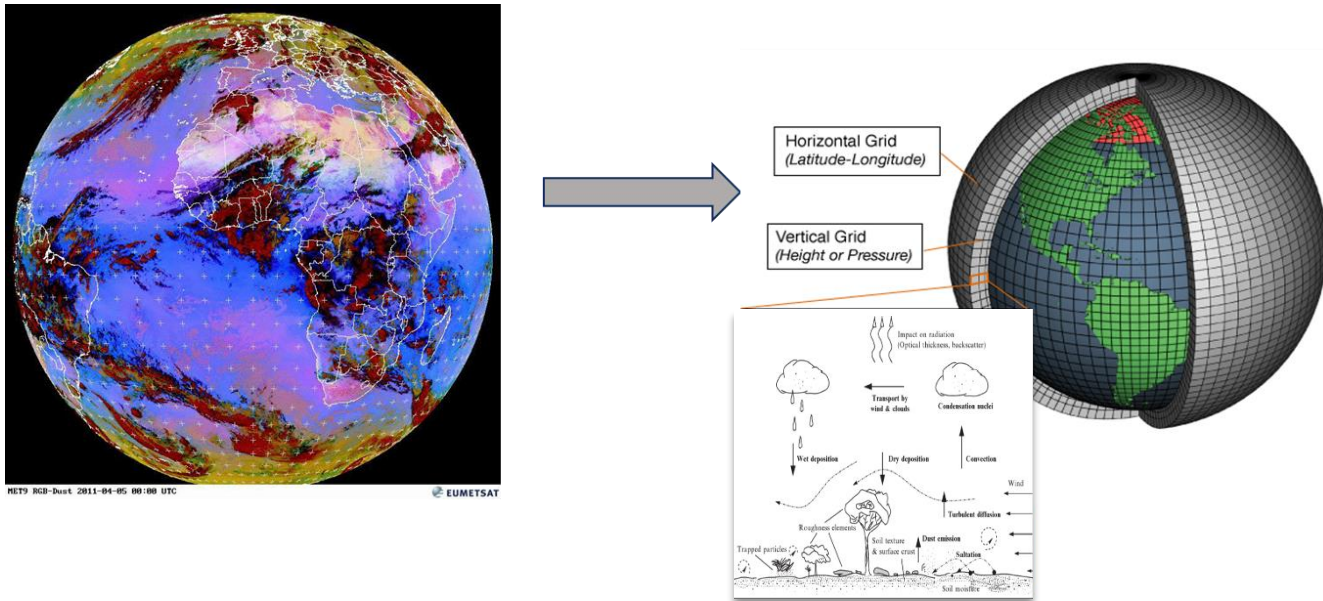 MET9 RGB-Dust 2011-04-05 00:00 UTC
EUMETSAT
Horizontal Grid
(Latitude-Longitude)
Vertical Grid
(Height or Pressure)
Impact on radiation
(Optical thickness, backscatter)
Transport by
wind & clouds
Condensation nuclei
Wet deposition
Dry deposition
Convection
Wind
Turbulent diffusion
Roughness elements
Soil texture
& surface crust
Dust emission
Trapped particles
Saltation
Soil moisture